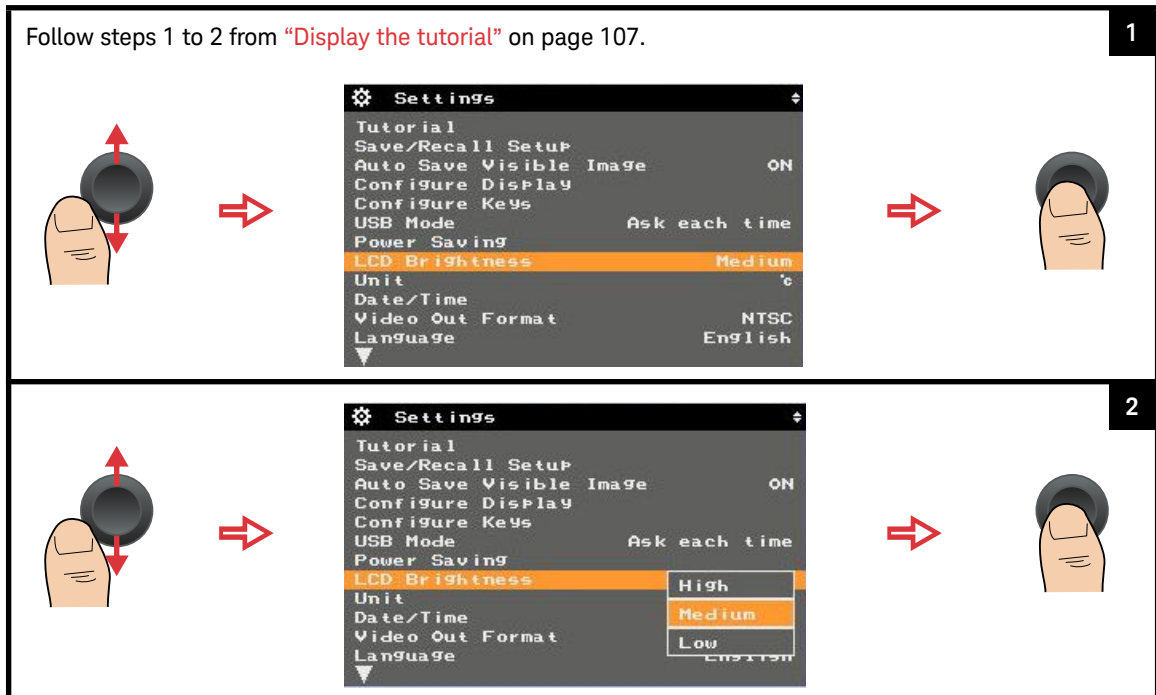 Follow steps 1 to 2 from “Display the tutorial” on page 107.
1
Settings
Tutorial
Save/Recall Setup
Auto Save Visible Image ON
Configure Display
Configure Keys
USB Mode Ask each time
Power Saving
LCD Brightness Medium
Unit °c
Date/Time
Video Out Format NTSC
Language English
2
Settings
Tutorial
Save/Recall Setup
Auto Save Visible Image ON
Configure Display
Configure Keys
USB Mode Ask each time
Power Saving
LCD Brightness
High
Unit
Medium
Date/Time
Video Out Format
Low
Language English